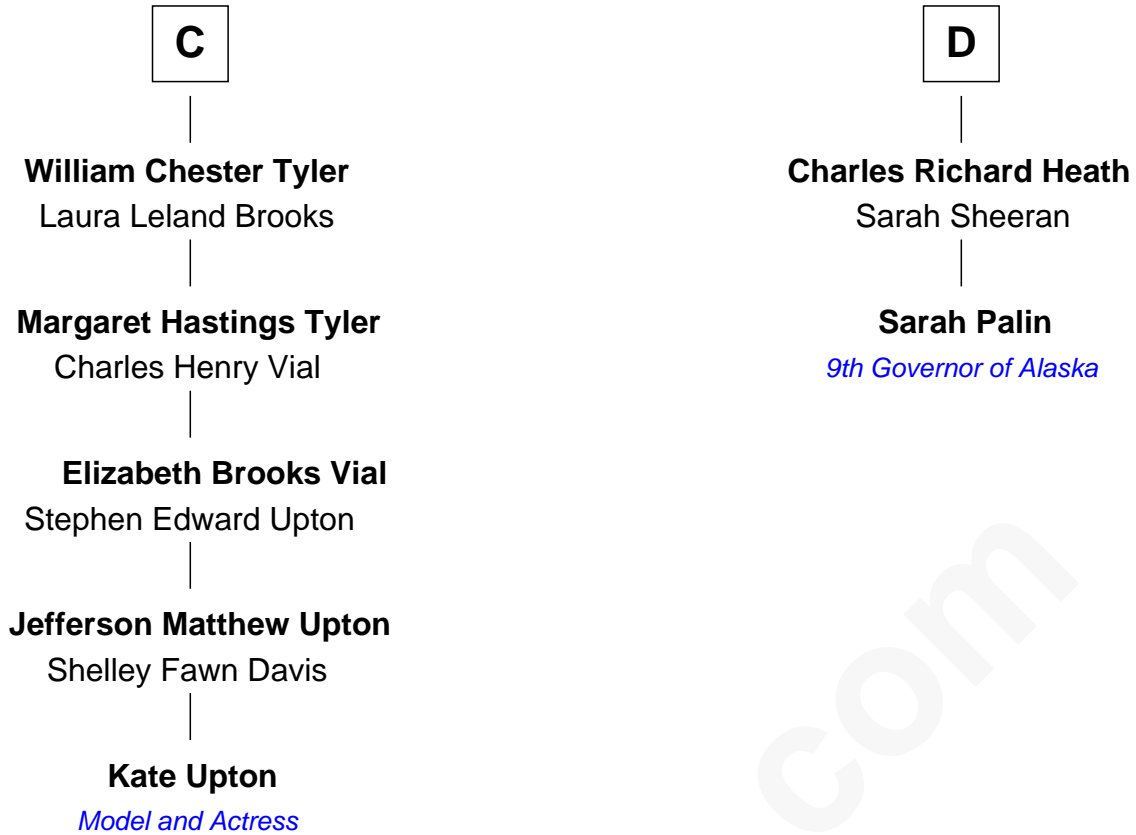 C
William Chester Tyler
Laura Leland Brooks
Margaret Hastings Tyler
Charles Henry Vial
Elizabeth Brooks Vial
Stephen Edward Upton
Jefferson Matthew Upton
Shelley Fawn Davis
Kate Upton
Model and Actress
D
Charles Richard Heath
Sarah Sheeran
Sarah Palin
9th Governor of Alaska
com